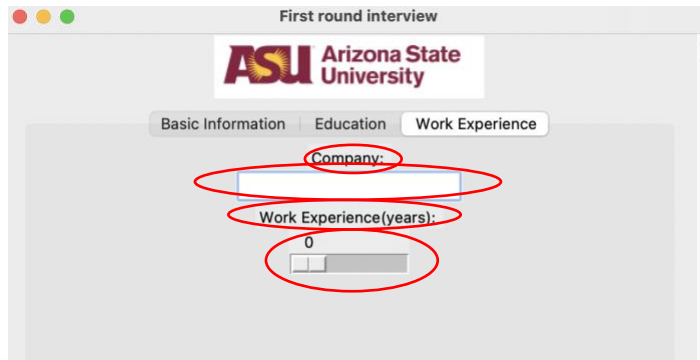 First round interview
ASU Arizona State
University
Basic Information Education Work Experience
Company:
Work Experience(years):
0